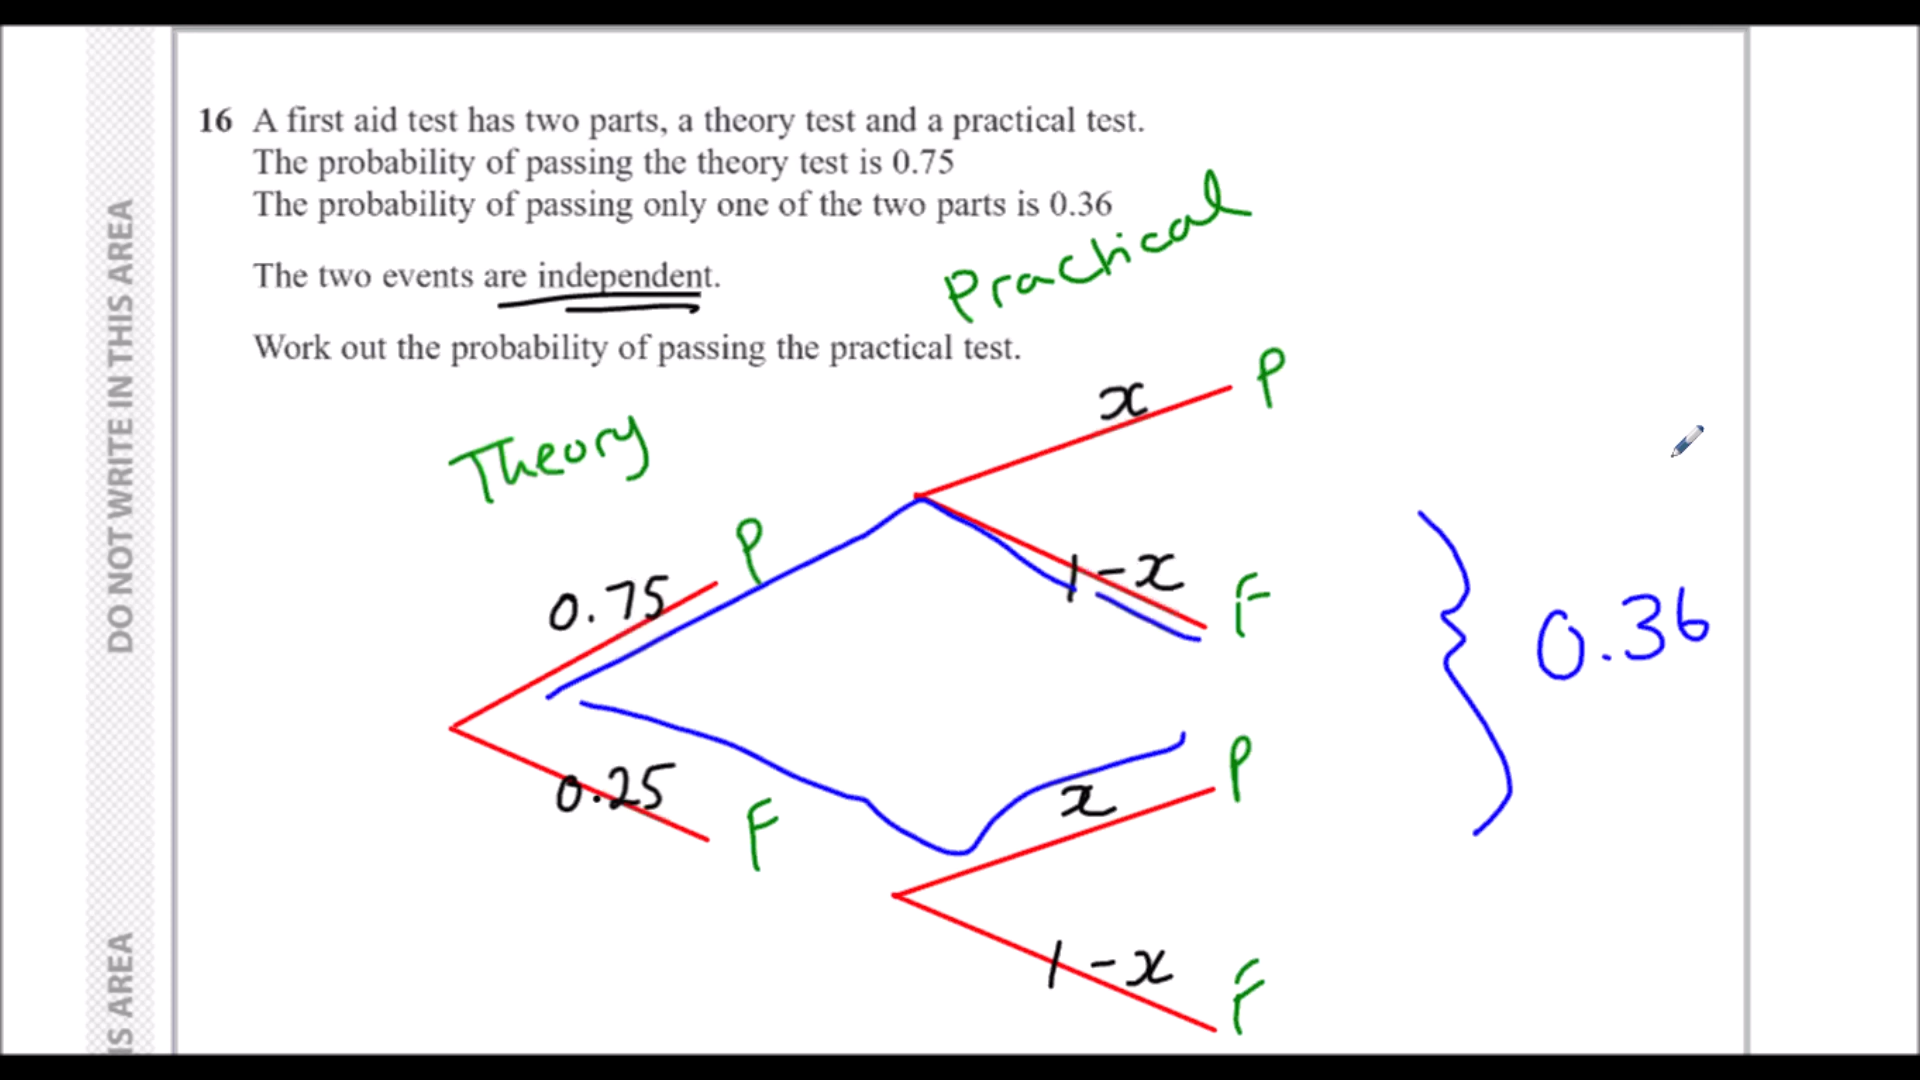 16 A first aid test has two parts, a theory test and a practical test.
The probability of passing the theory test is 0.75
The probability of passing only one of the two parts is 0.36
The two events are independent.
Work out the probability of passing the practical test.
Practical
Theory
x P
P
0.75
1-x F
0.36
0.25 F
x P
1-x F
DO NOT WRITE IN THIS AREA
IS AREA